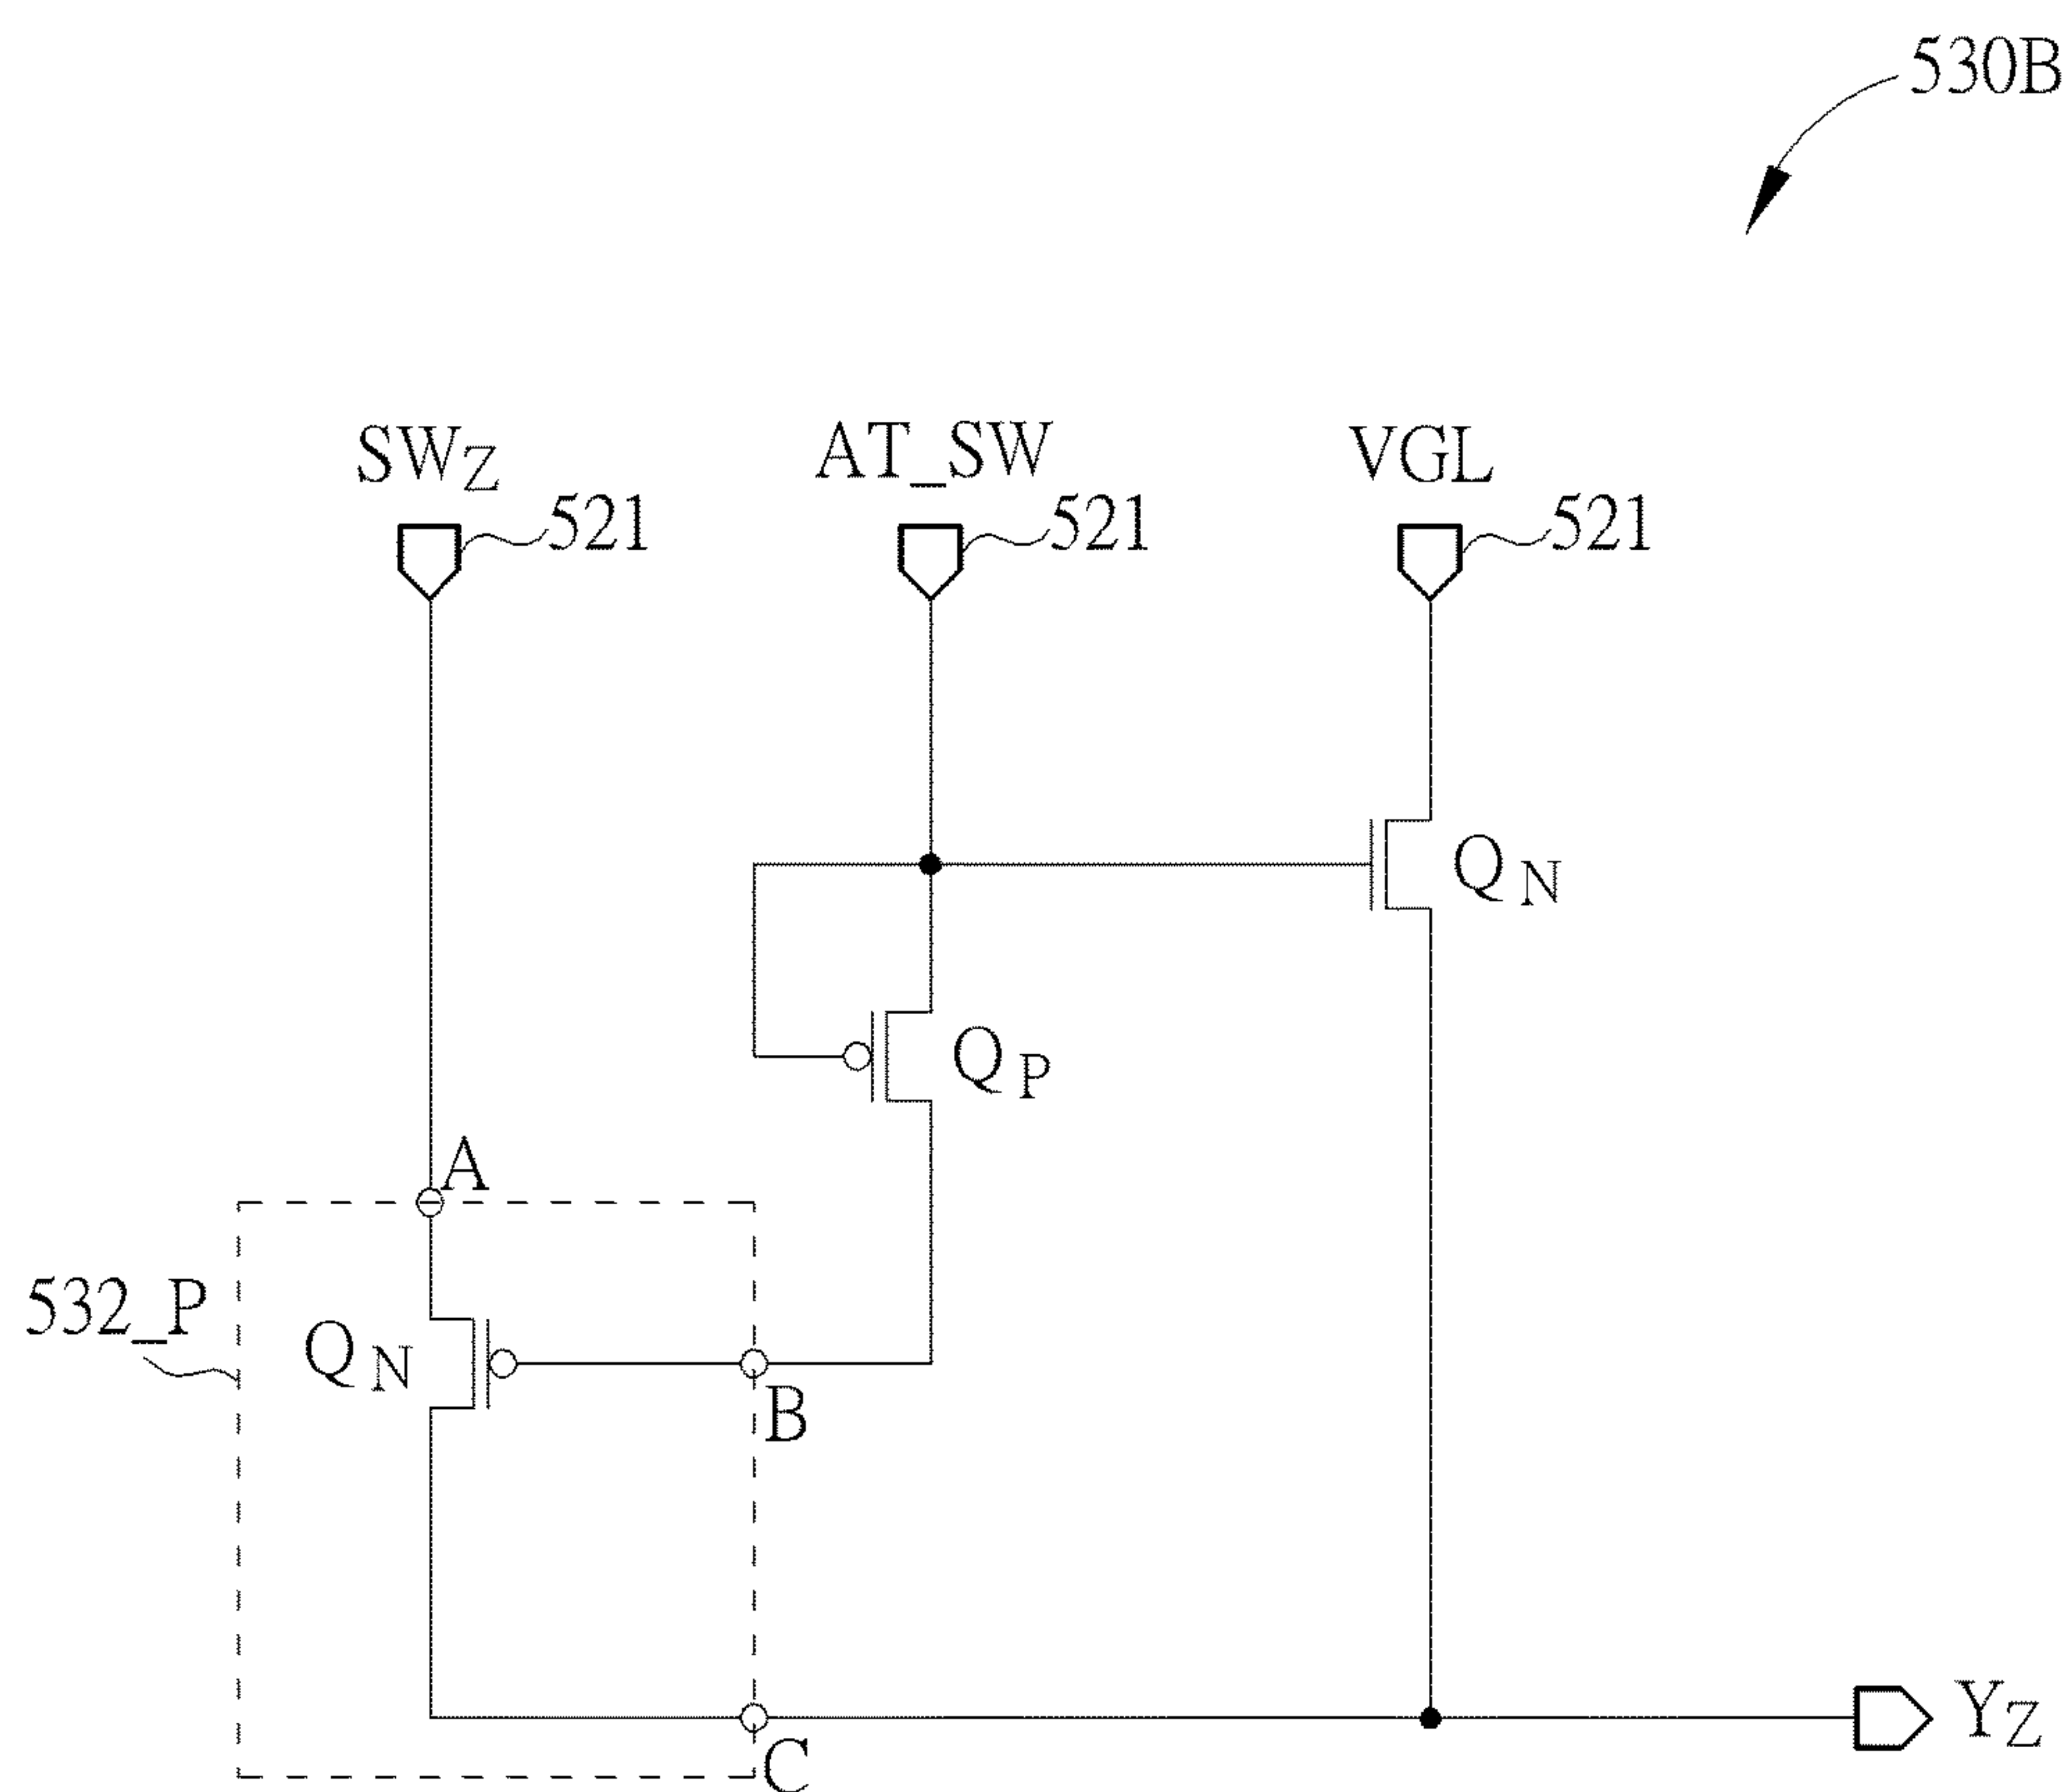 530B
SWZ AT_SW VGL
521 521 521
QN
QP
A
532_P
QN
B
YZ
C